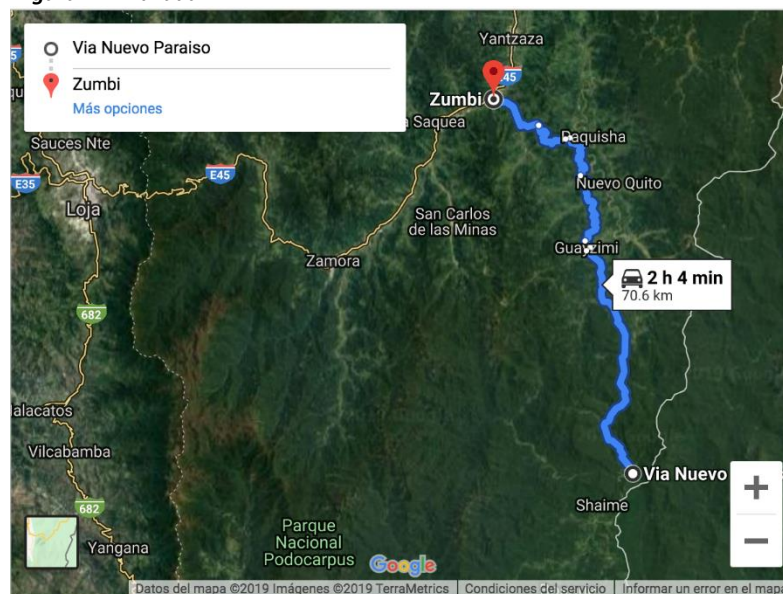 Via Nuevo Paraiso
Zumbi
Más opciones
Yantzaza
E45
Zumbi
Saquea
Paquisha
Sauces Nte
E35
E45
Loja
Nuevo Quito
San Carlos
de las Minas
Guayzimi
Zamora
2 h 4 min
70.6 km
682
Vilcabamba
Via Nuevo
Shaime
682
Parque
Nacional
Podocarpus
Yangana
Google
Datos del mapa ©2019 Imágenes ©2019 TerraMetrics
Condiciones del servicio
Informar un error en el mapa